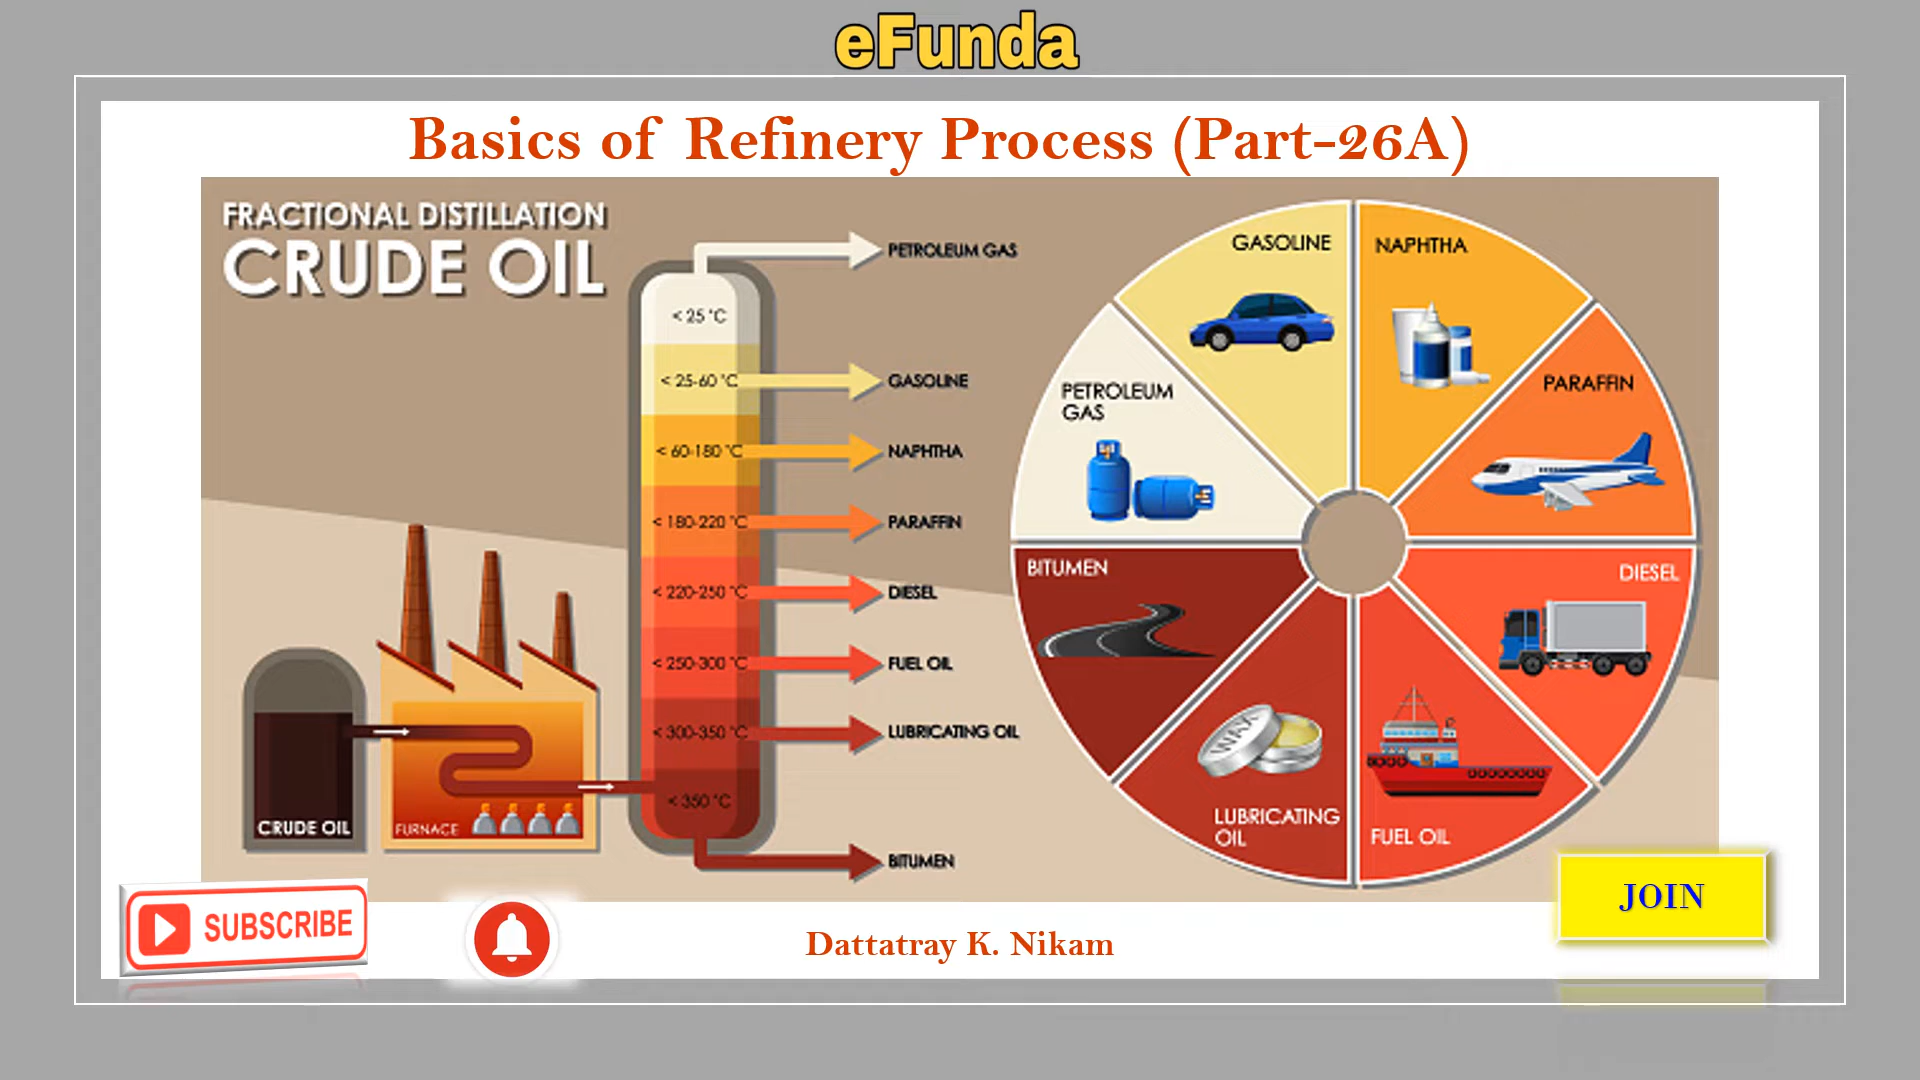 eFunda
Basics of Refinery Process (Part-26A)
FRACTIONAL DISTILLATION
CRUDE OIL
PETROLEUM GAS
< 25 °C
< 25-60 °C
GASOLINE
< 60-180 °C
NAPHTHA
< 180-220 °C
PARAFFIN
< 220-250 °C
DIESEL
< 250-300 °C
FUEL OIL
< 300-350 °C
LUBRICATING OIL
< 350 °C
BITUMEN
CRUDE OIL
FURNACE
GASOLINE
NAPHTHA
PETROLEUM
GAS
PARAFFIN
BITUMEN
DIESEL
WAX
LUBRICATING
OIL
FUEL OIL
SUBSCRIBE
Dattatray K. Nikam
JOIN